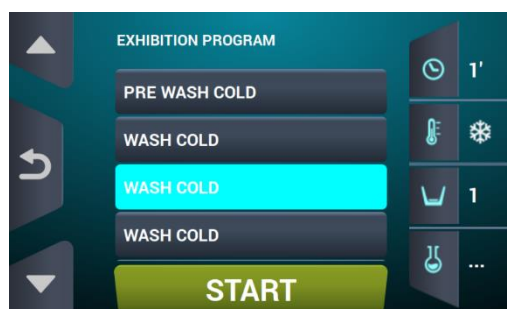 EXHIBITION PROGRAM
1'
PRE WASH COLD
WASH COLD
WASH COLD
1
WASH COLD
...
START